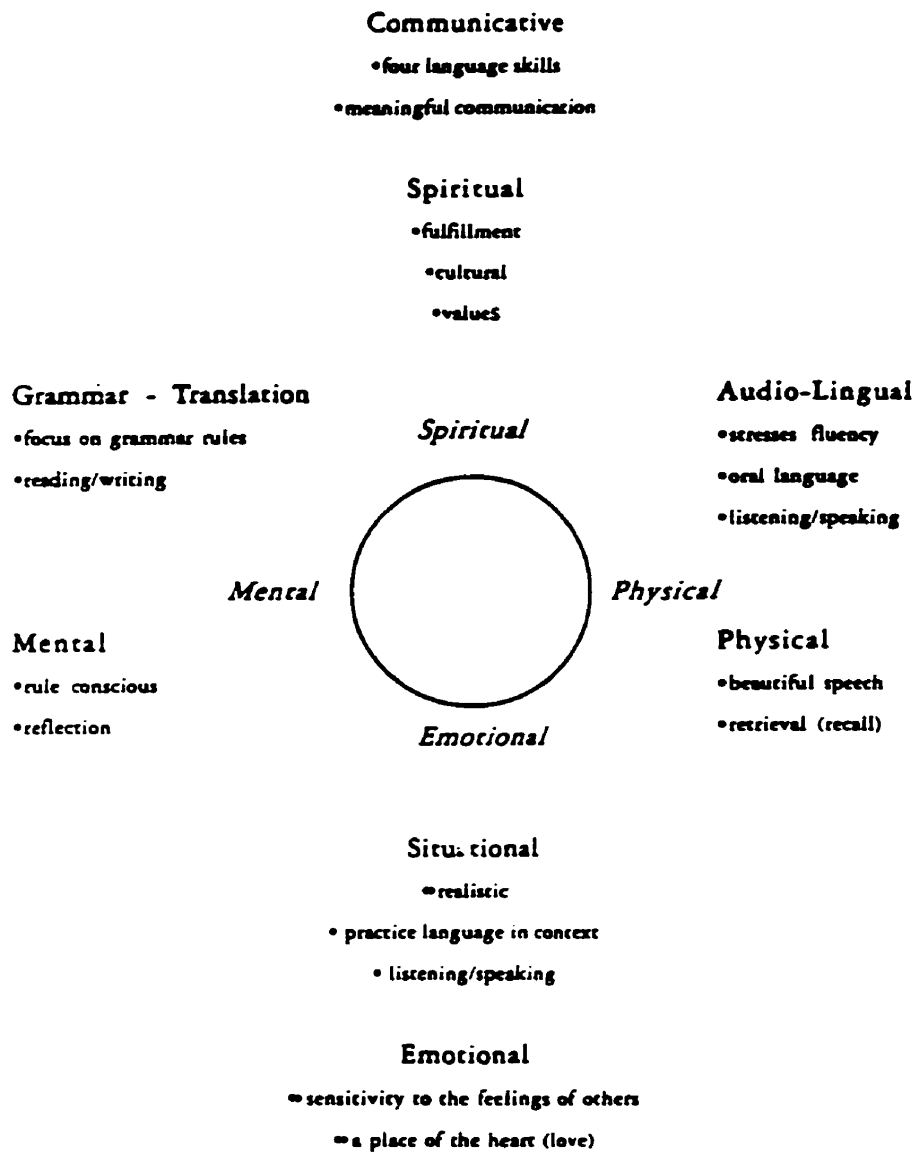 Communicative
•four language skills
•meaningful communication
Spiritual
•fulfillment
•cultural
•values
Grammar - Translation
•focus on grammar rules
•reading/writing
Audio-Lingual
•stresses fluency
•oral language
•listening/speaking
Spiritual
Mental
Physical
Emotional
Mental
•rule conscious
•reflection
Physical
•beautiful speech
•retrieval (recall)
Situational
•realistic
• practice language in context
• listening/speaking
Emotional
•sensitivity to the feelings of others
•a place of the heart (love)